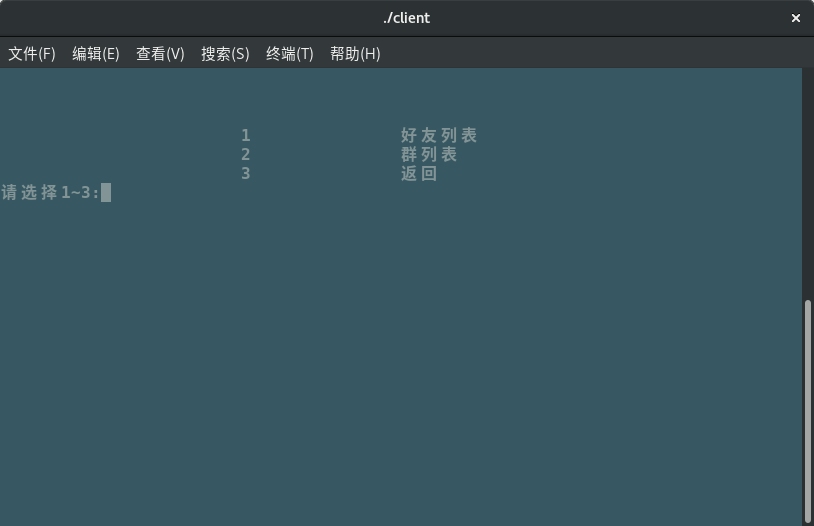 ./client
文件(F) 编辑(E) 查看(V) 搜索(S) 终端(T) 帮助(H)
1 好友列表
2 群列表
3 返回
请选择1~3: